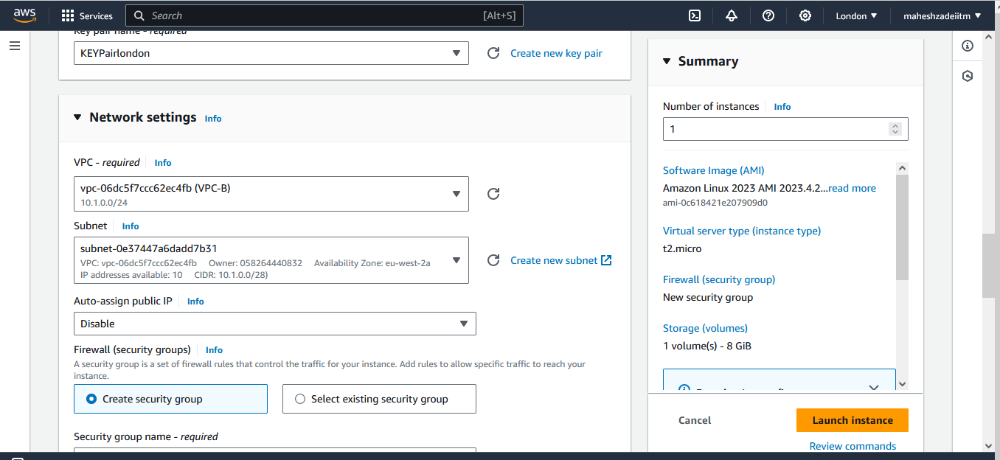 aws
Services
Search
[Alt+S]
London
maheshzadeiitm
Key pair name - required
KEYPairlondon
Create new key pair
Network settings Info
VPC - required Info
vpc-06dc5f7ccc62ec4fb (VPC-B)
10.1.0.0/24
Subnet Info
subnet-0e37447a6dadd7b31
VPC: vpc-06dc5f7ccc62ec4fb Owner: 058264440832 Availability Zone: eu-west-2a
IP addresses available: 10 CIDR: 10.1.0.0/28)
Create new subnet
Auto-assign public IP Info
Disable
Firewall (security groups) Info
A security group is a set of firewall rules that control the traffic for your instance. Add rules to allow specific traffic to reach your
instance.
Create security group
Select existing security group
Security group name - required
Summary
Number of instances Info
1
Software Image (AMI)
Amazon Linux 2023 AMI 2023.4.2...read more
ami-0c618421e207909d0
Virtual server type (instance type)
t2.micro
Firewall (security group)
New security group
Storage (volumes)
1 volume(s) - 8 GiB
Cancel
Launch instance
Review commands